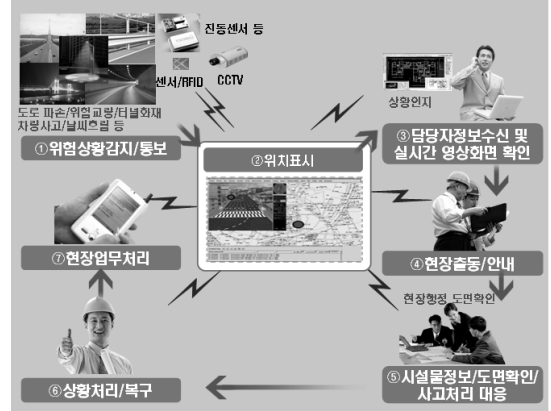 진동센서 등
센서/RFID
CCTV
도로 파손/위험교량/터널화재
차량사고/날씨흐림 등
①위험상황감지/통보
②위치표시
상황인지
③담당자정보수신 및
실시간 영상화면 확인
④현장출동/안내
현장행정 도면확인
⑤시설물정보/도면확인/
사고처리 대응
⑥상황처리/복구
⑦현장업무처리